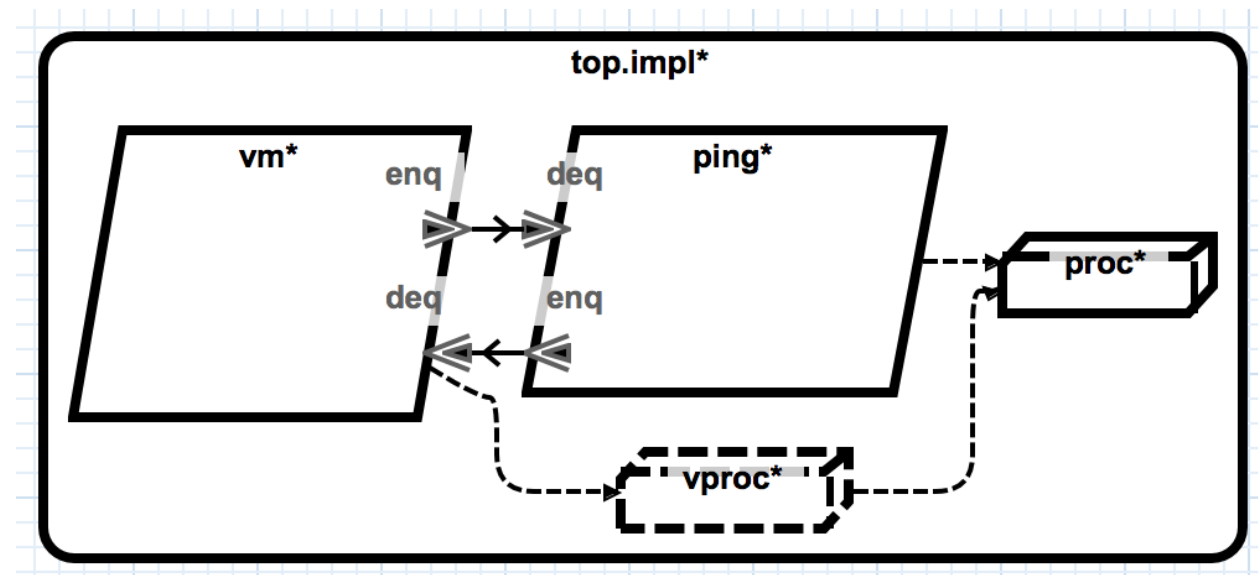 top.impl*
vm*
ping*
enq
deq
proc*
deq
enq
vproc*